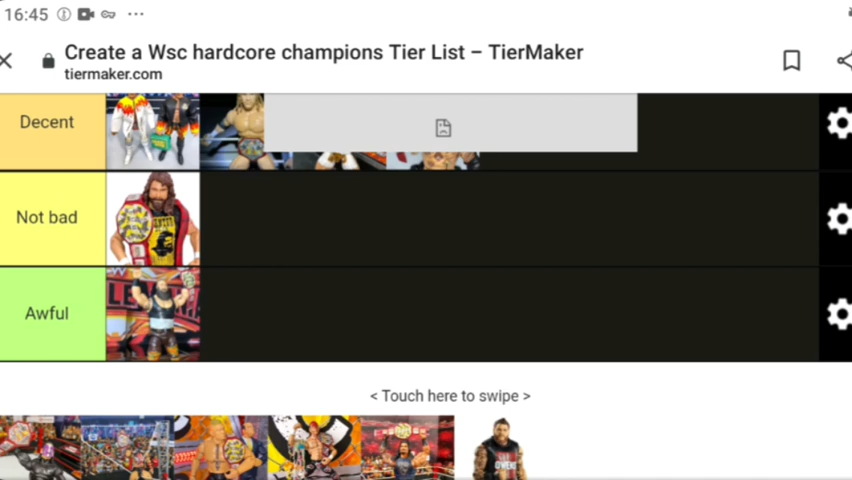 16:45
Create a Wsc hardcore champions Tier List – TierMaker
tiermaker.com
Decent
Not bad
Awful
< Touch here to swipe >
OWENS